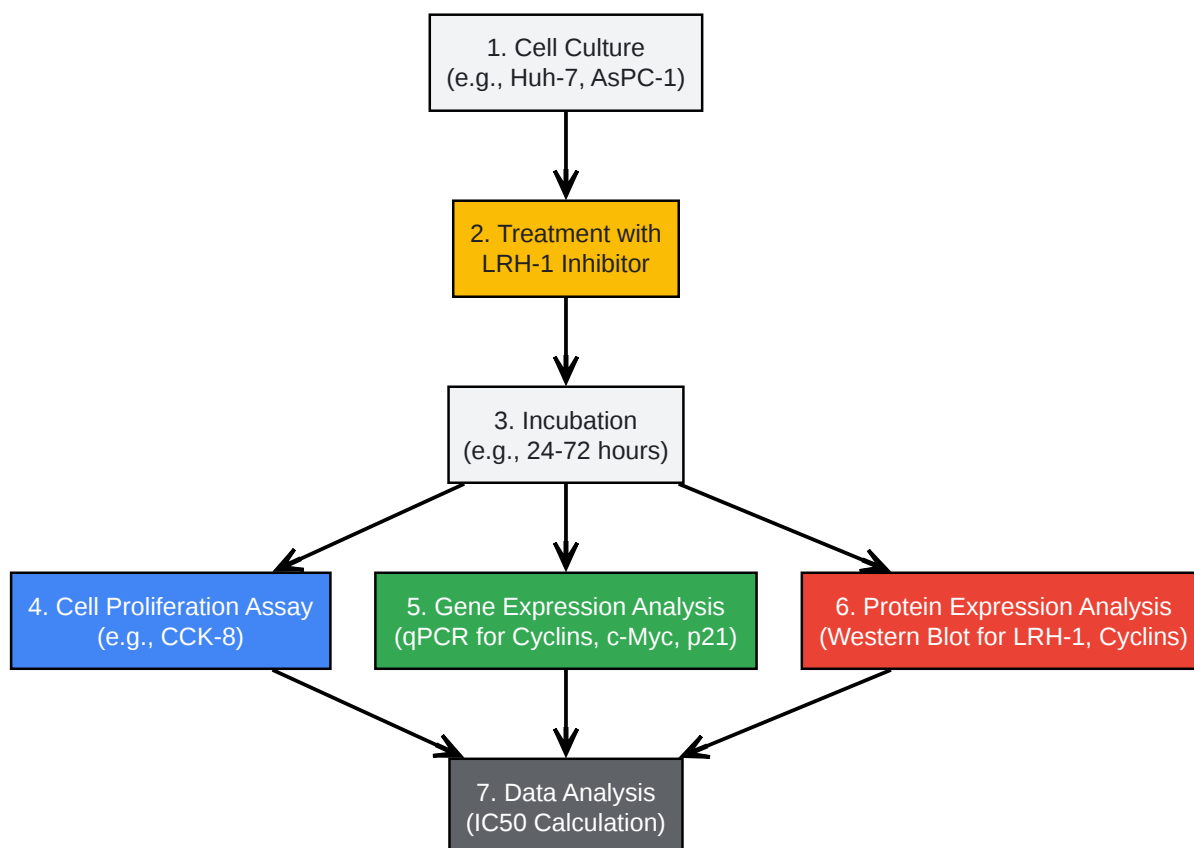 1. Cell Culture
(e.g., Huh-7, AsPC-1)
2. Treatment with
LRH-1 Inhibitor
3. Incubation
(e.g., 24-72 hours)
4. Cell Proliferation Assay
(e.g., CCK-8)
5. Gene Expression Analysis
(qPCR for Cyclins, c-Myc, p21)
6. Protein Expression Analysis
(Western Blot for LRH-1, Cyclins)
7. Data Analysis
(IC50 Calculation)